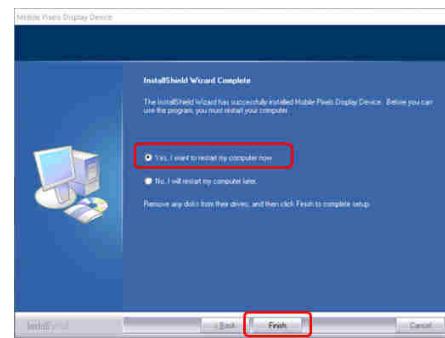 Mobile Pixels Display Device
InstallShield Wizard Complete
The InstallShield Wizard has successfully installed Mobile Pixels Display Device. Before you can
use the program, you must restart your computer.
Yes, I want to restart my computer now.
No, I will restart my computer later.
Remove any disks from their drives, and then click Finish to complete setup.
InstallShield
< Back
Finish
Cancel